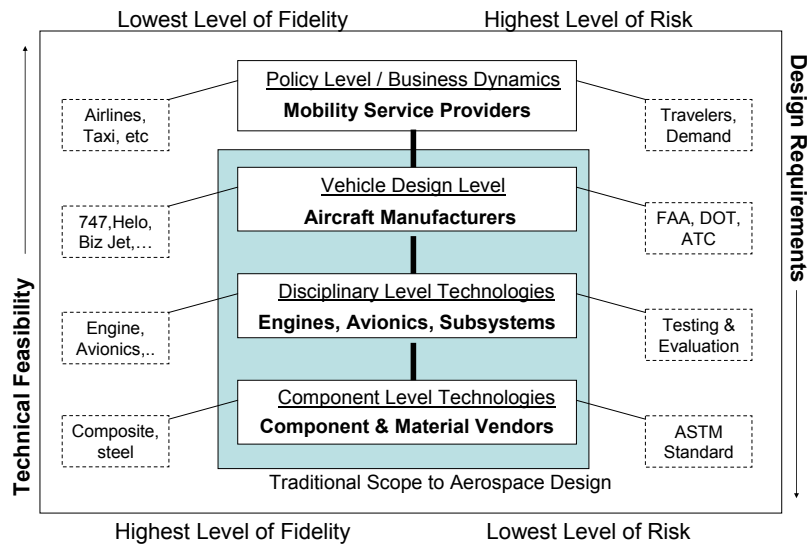 Lowest Level of Fidelity
Highest Level of Risk
Technical Feasibility
Design Requirements
Policy Level / Business Dynamics
Mobility Service Providers
Airlines,
Taxi, etc
Travelers,
Demand
Vehicle Design Level
Aircraft Manufacturers
747,Helo,
Biz Jet,…
FAA, DOT,
ATC
Disciplinary Level Technologies
Engines, Avionics, Subsystems
Engine,
Avionics,..
Testing &
Evaluation
Component Level Technologies
Component & Material Vendors
Composite,
steel
ASTM
Standard
Traditional Scope to Aerospace Design
Highest Level of Fidelity
Lowest Level of Risk